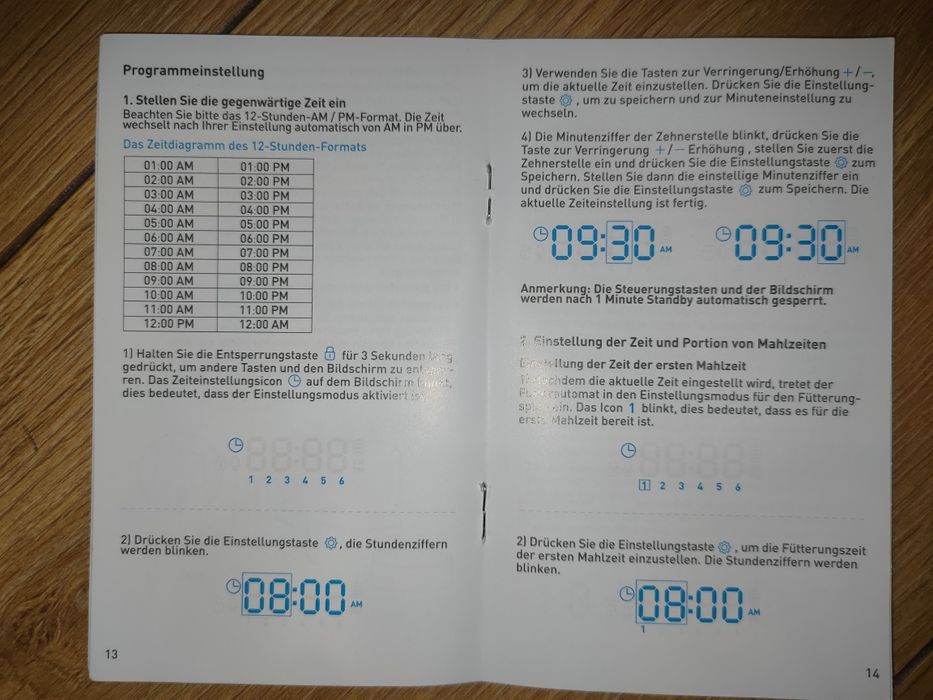 Programmeinstellung
1. Stellen Sie die gegenwärtige Zeit ein
Beachten Sie bitte das 12-Stunden-AM / PM-Format. Die Zeit
wechselt nach Ihrer Einstellung automatisch von AM in PM über.
Das Zeitdiagramm des 12-Stunden-Formats
01:00 AM 01:00 PM
02:00 AM 02:00 PM
03:00 AM 03:00 PM
04:00 AM 04:00 PM
05:00 AM 05:00 PM
06:00 AM 06:00 PM
07:00 AM 07:00 PM
08:00 AM 08:00 PM
09:00 AM 09:00 PM
10:00 AM 10:00 PM
11:00 AM 11:00 PM
12:00 PM 12:00 AM
1) Halten Sie die Entsperrungstaste für 3 Sekunden
gedrückt, um andere Tasten und den Bildschirm zu
ren. Das Zeiteinstellungsicon auf dem Bildschirm
dies bedeutet, dass der Einstellungsmodus aktiviert
1 2 3 4 5 6
2) Drücken Sie die Einstellungstaste , die Stundenziffern
werden blinken.
08:00 AM
13
3) Verwenden Sie die Tasten zur Verringerung/Erhöhung +/−,
um die aktuelle Zeit einzustellen. Drücken Sie die Einstellung-
staste , um zu speichern und zur Minuteneinstellung zu
wechseln.
4) Die Minutenziffer der Zehnerstelle blinkt, drücken Sie die
Taste zur Verringerung +/− Erhöhung , stellen Sie zuerst die
Zehnerstelle ein und drücken Sie die Einstellungstaste zum
Speichern. Stellen Sie dann die einstellige Minutenziffer ein
und drücken Sie die Einstellungstaste zum Speichern. Die
aktuelle Zeiteinstellung ist fertig.
09:30 AM 09:30 AM
Anmerkung: Die Steuerungstasten und der Bildschirm
werden nach 1 Minute Standby automatisch gesperrt.
Einstellung der Zeit und Portion von Mahlzeiten
der Zeit der ersten Mahlzeit
die aktuelle Zeit eingestellt wird, tretet der
in den Einstellungsmodus für den Fütterung-
ein. Das Icon 1 blinkt, dies bedeutet, dass es für die
Mahlzeit bereit ist.
1 2 3 4 5 6
2) Drücken Sie die Einstellungstaste , um die Fütterungszeit
der ersten Mahlzeit einzustellen. Die Stundenziffern werden
blinken.
08:00 AM
1
14